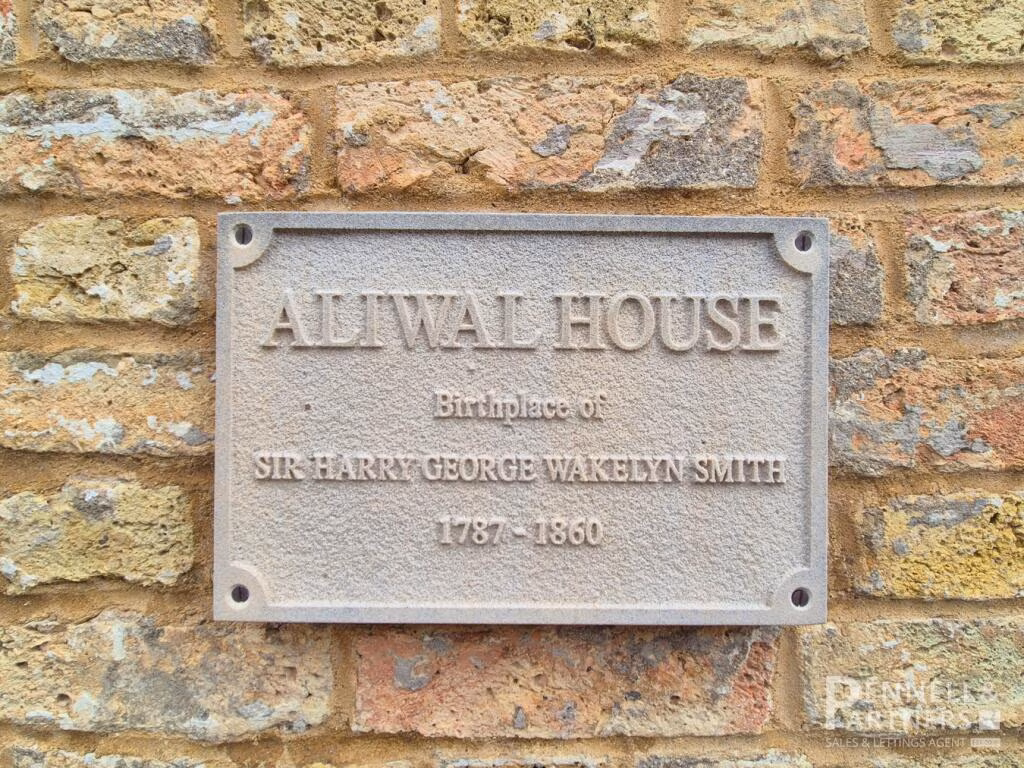 ALIWAL HOUSE
Birthplace of
SIR HARRY GEORGE WAKELYN SMITH
1787 - 1860
PENNELL &
PARTNERS
SALES & LETTINGS AGENT